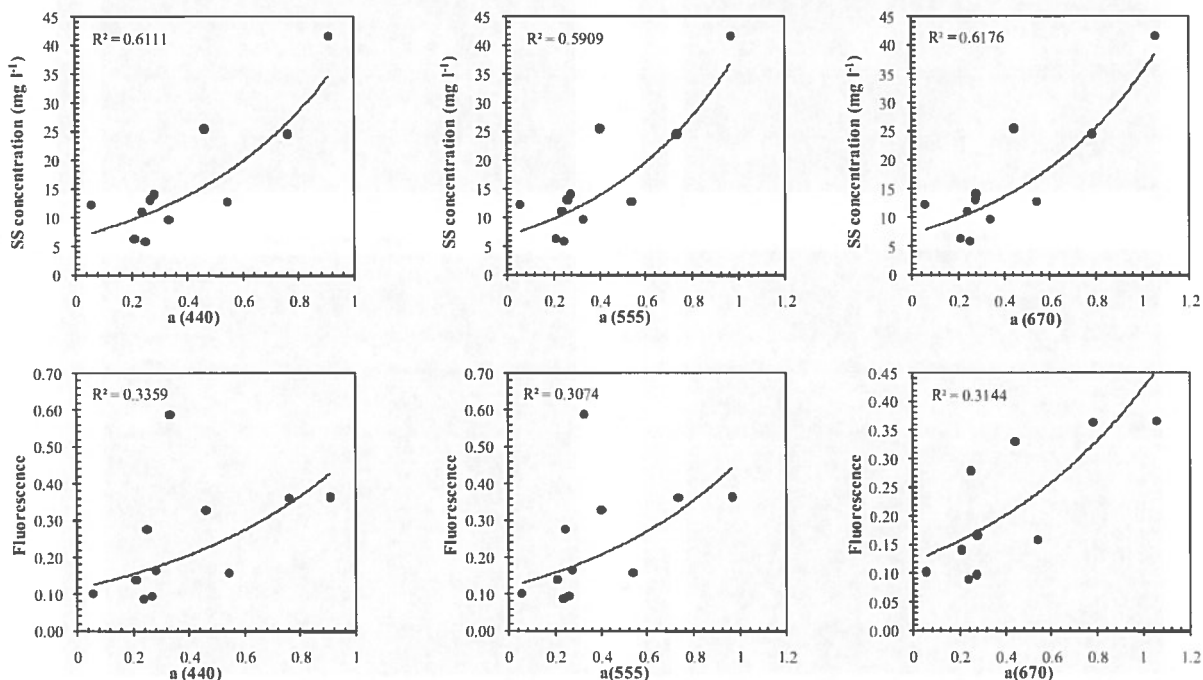 R² = 0.6111
SS concentration (mg l⁻¹)
45
40
35
30
25
20
15
10
5
0
0 0.2 0.4 0.6 0.8 1
a (440)
R² = 0.5909
SS concentration (mg l⁻¹)
45
40
35
30
25
20
15
10
5
0
0 0.2 0.4 0.6 0.8 1 1.2
a (555)
R² = 0.6176
SS concentration (mg l⁻¹)
45
40
35
30
25
20
15
10
5
0
0 0.2 0.4 0.6 0.8 1 1.2
a (670)
R² = 0.3359
Fluorescence
0.70
0.60
0.50
0.40
0.30
0.20
0.10
0.00
0 0.2 0.4 0.6 0.8 1
a (440)
R² = 0.3074
Fluorescence
0.70
0.60
0.50
0.40
0.30
0.20
0.10
0.00
0 0.2 0.4 0.6 0.8 1 1.2
a(555)
R² = 0.3144
Fluorescence
0.45
0.40
0.35
0.30
0.25
0.20
0.15
0.10
0.05
0.00
0 0.2 0.4 0.6 0.8 1 1.2
a(670)